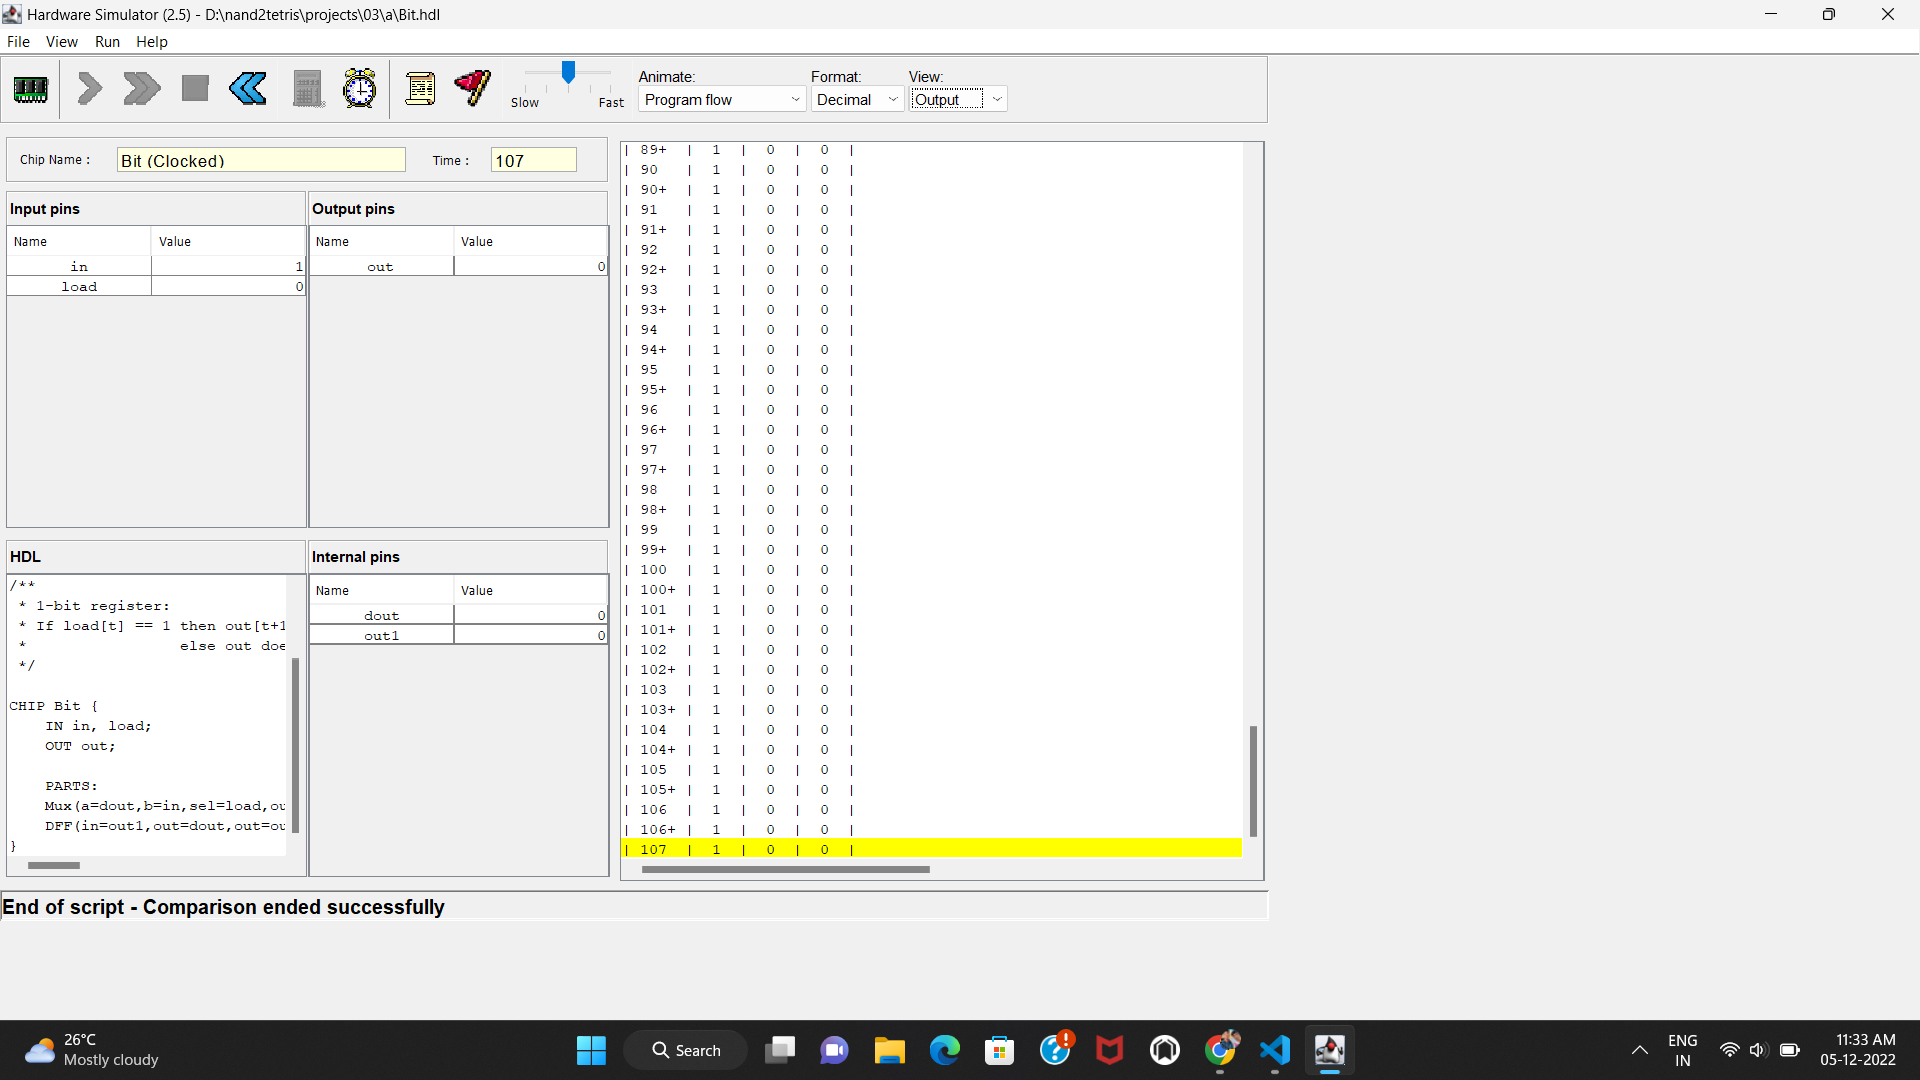 Hardware Simulator (2.5) - D:\nand2tetris\projects\03\a\Bit.hdl
File View Run Help
Slow Fast
Animate: Format: View:
Program flow Decimal Output
Chip Name : Bit (Clocked) Time : 107
Input pins
Name Value
in 1
load 0
Output pins
Name Value
out 0
HDL
/**
* 1-bit register:
* If load[t] == 1 then out[t+1
* else out doe
*/
CHIP Bit {
IN in, load;
OUT out;
PARTS:
Mux(a=dout,b=in,sel=load,ou
DFF(in=out1,out=dout,out=ou
}
Internal pins
Name Value
dout 0
out1 0
| 89+ | 1 | 0 | 0 |
| 90 | 1 | 0 | 0 |
| 90+ | 1 | 0 | 0 |
| 91 | 1 | 0 | 0 |
| 91+ | 1 | 0 | 0 |
| 92 | 1 | 0 | 0 |
| 92+ | 1 | 0 | 0 |
| 93 | 1 | 0 | 0 |
| 93+ | 1 | 0 | 0 |
| 94 | 1 | 0 | 0 |
| 94+ | 1 | 0 | 0 |
| 95 | 1 | 0 | 0 |
| 95+ | 1 | 0 | 0 |
| 96 | 1 | 0 | 0 |
| 96+ | 1 | 0 | 0 |
| 97 | 1 | 0 | 0 |
| 97+ | 1 | 0 | 0 |
| 98 | 1 | 0 | 0 |
| 98+ | 1 | 0 | 0 |
| 99 | 1 | 0 | 0 |
| 99+ | 1 | 0 | 0 |
| 100 | 1 | 0 | 0 |
| 100+ | 1 | 0 | 0 |
| 101 | 1 | 0 | 0 |
| 101+ | 1 | 0 | 0 |
| 102 | 1 | 0 | 0 |
| 102+ | 1 | 0 | 0 |
| 103 | 1 | 0 | 0 |
| 103+ | 1 | 0 | 0 |
| 104 | 1 | 0 | 0 |
| 104+ | 1 | 0 | 0 |
| 105 | 1 | 0 | 0 |
| 105+ | 1 | 0 | 0 |
| 106 | 1 | 0 | 0 |
| 106+ | 1 | 0 | 0 |
| 107 | 1 | 0 | 0 |
End of script - Comparison ended successfully
26°C
Mostly cloudy
Search
ENG
IN
11:33 AM
05-12-2022